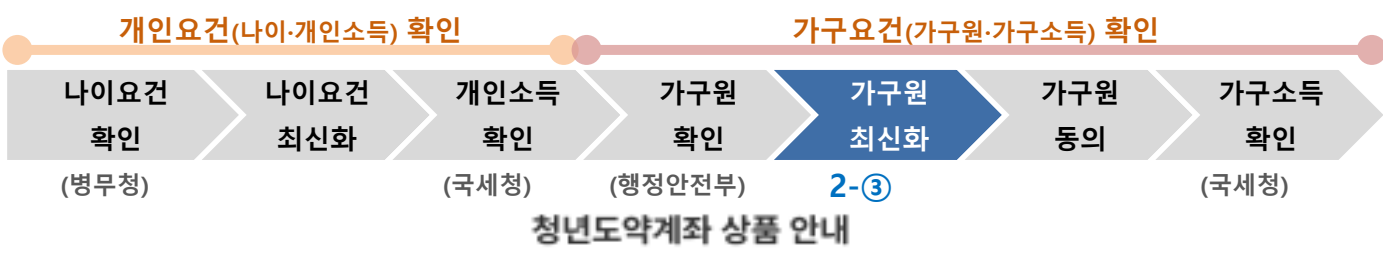 개인요건(나이·개인소득) 확인
가구요건(가구원·가구소득) 확인
나이요건
확인
나이요건
최신화
개인소득
확인
가구원
확인
가구원
최신화
가구원
동의
가구소득
확인
(병무청)
(국세청)
(행정안전부)
2-③
(국세청)
청년도약계좌 상품 안내